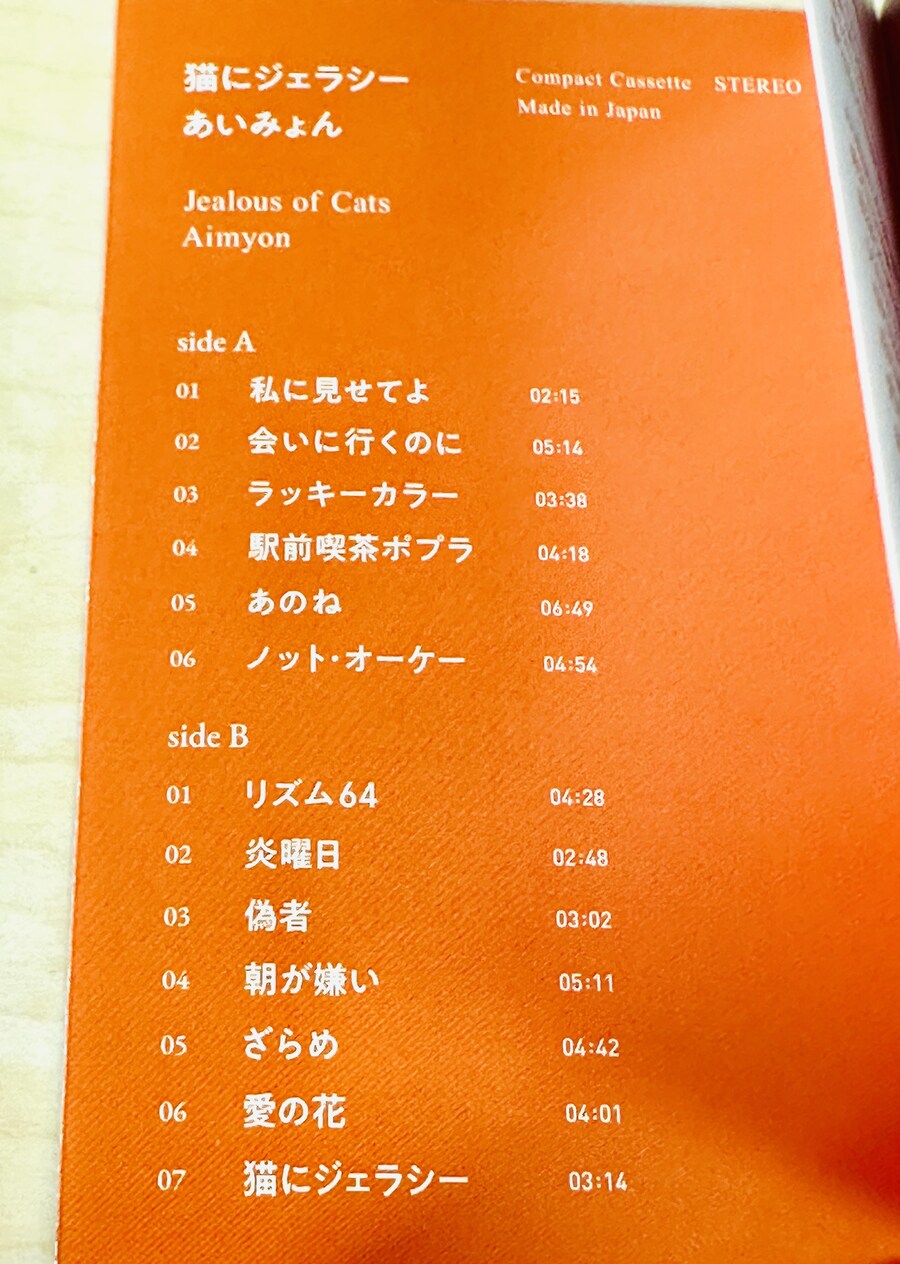 猫にジェラシー
あいみょん
Compact Cassette STEREO
Made in Japan
Jealous of Cats
Aimyon
side A
01 私に見せてよ 02:15
02 会いに行くのに 05:14
03 ラッキーカラー 03:38
04 駅前喫茶ポプラ 04:18
05 あのね 06:49
06 ノット・オーケー 04:54
side B
01 リズム64 04:28
02 炎曜日 02:48
03 偽者 03:02
04 朝が嫌い 05:11
05 ざらめ 04:42
06 愛の花 04:01
07 猫にジェラシー 03:14